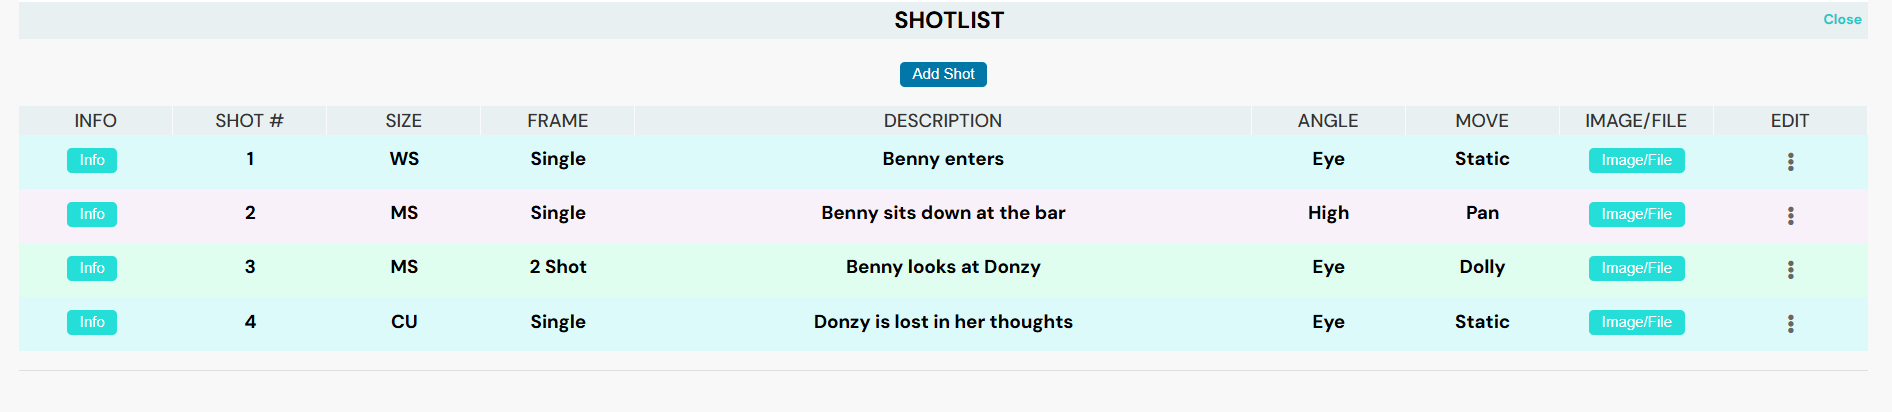 SHOTLIST Close
Add Shot
INFO SHOT # SIZE FRAME DESCRIPTION ANGLE MOVE IMAGE/FILE EDIT
Info 1 WS Single Benny enters Eye Static Image/File
Info 2 MS Single Benny sits down at the bar High Pan Image/File
Info 3 MS 2 Shot Benny looks at Donzy Eye Dolly Image/File
Info 4 CU Single Donzy is lost in her thoughts Eye Static Image/File